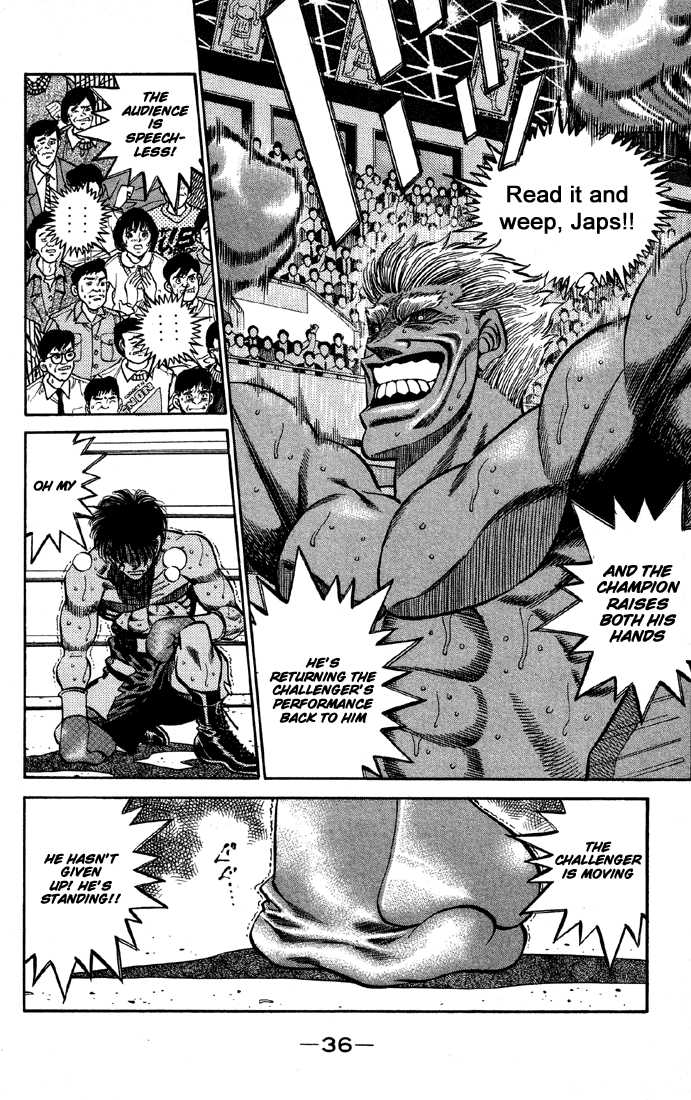 Read it and
weep, Japs!!
THE
AUDIENCE
IS
SPEECH-
LESS!
AND THE
CHAMPION
RAISES
BOTH HIS
HANDS
HE'S
RETURNING THE
CHALLENGER'S
PERFORMANCE
BACK TO HIM
OH MY
THE
CHALLENGER
IS MOVING
HE HASN'T
GIVEN
UP! HE'S
STANDING!!
—36—